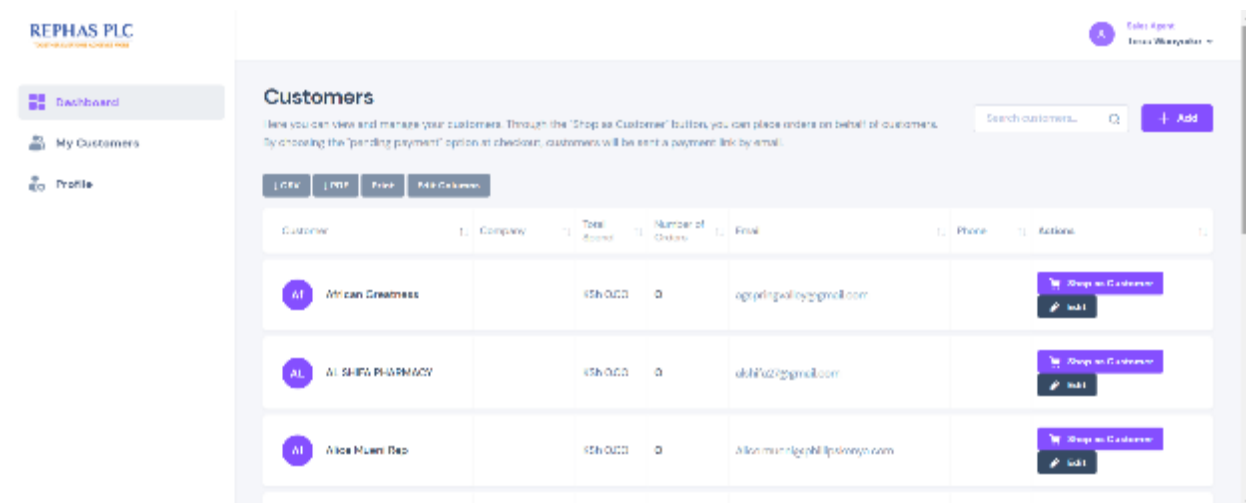 REPHAS PLC
Sales Agent
Dashboard
My Customers
Profile
Customers
Here you can view and manage your customers. Through the "Shop as Customer" button, you can place orders on behalf of customers.
By choosing the "pending payment" option at checkout, customers will be sent a payment link by email.
Search customers...
+ Add
CSV
PDF
Print
Edit Columns
Customer
Company
Total Spend
Number of Orders
Email
Phone
Actions
Af
African Greatness
KSh 0.00
0
Shop as Customer
Edit
AL
AL SHIFA PHARMACY
KSh 0.00
0
alshifa27@gmail.com
Shop as Customer
Edit
Al
Alice Mueni Rep
KSh 0.00
0
Shop as Customer
Edit